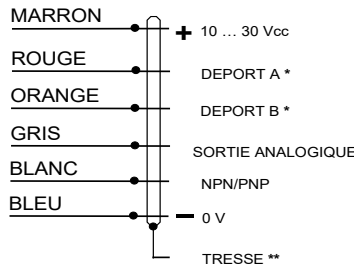 MARRON + 10 … 30 Vcc
ROUGE DEPORT A *
ORANGE DEPORT B *
GRIS SORTIE ANALOGIQUE
BLANC NPN/PNP
BLEU − 0 V
TRESSE **